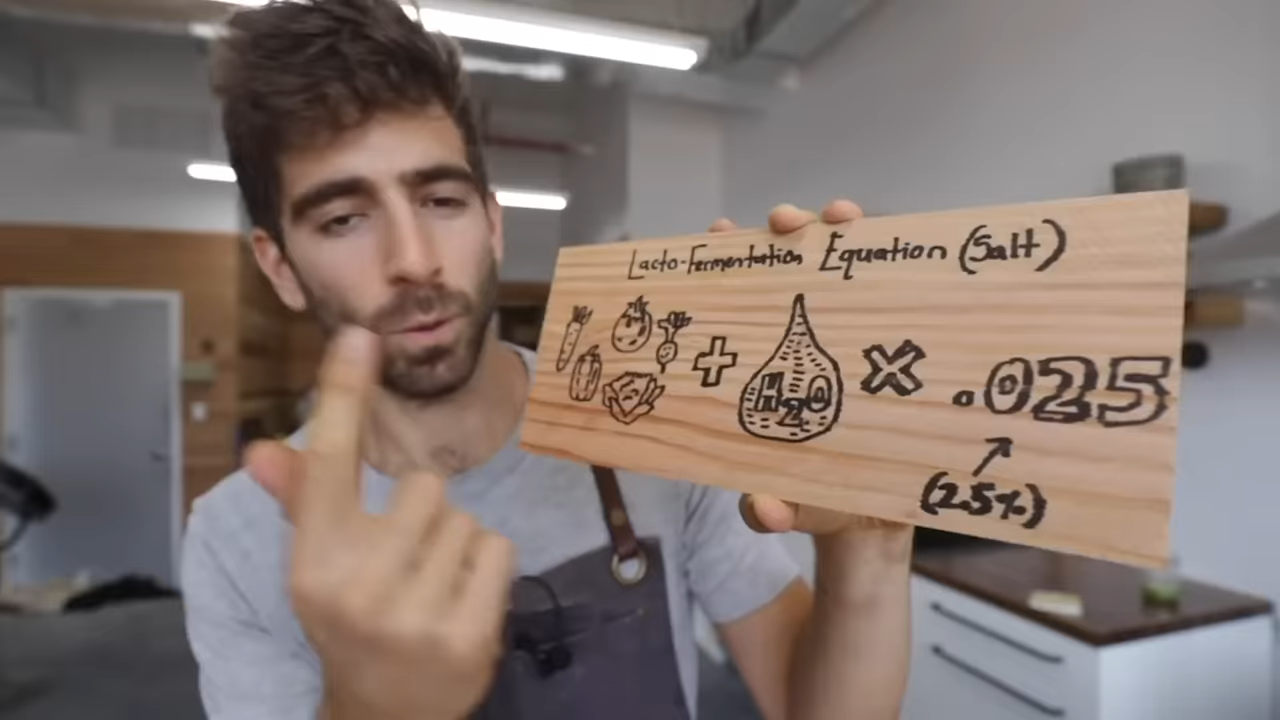 Lacto-Fermentation Equation (Salt)
+ H2O × .025
(2.5%)